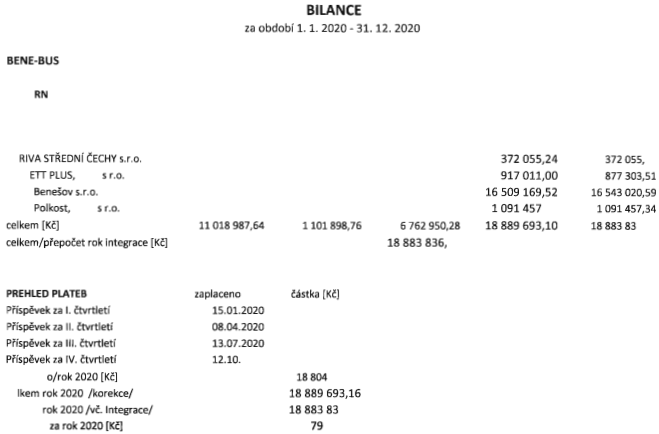 BILANCE
za období 1. 1. 2020 - 31. 12. 2020
BENE-BUS
RN
RIVA STŘEDNÍ ČECHY s.r.o. 372 055,24 372 055,
ETT PLUS, s r.o. 917 011,00 877 303,51
Benešov s.r.o. 16 509 169,52 16 543 020,59
Polkost, s r.o. 1 091 457 1 091 457,34
celkem [Kč] 11 018 987,64 1 101 898,76 6 762 950,28 18 889 693,10 18 883 83
celkem/přepočet rok integrace [Kč] 18 883 836,
PREHLED PLATEB zaplaceno částka [Kč]
Příspěvek za I. čtvrtletí 15.01.2020
Příspěvek za II. čtvrtletí 08.04.2020
Příspěvek za III. čtvrtletí 13.07.2020
Příspěvek za IV. čtvrtletí 12.10.
o/rok 2020 [Kč] 18 804
lkem rok 2020 /korekce/ 18 889 693,16
rok 2020 /vč. Integrace/ 18 883 83
za rok 2020 [Kč] 79